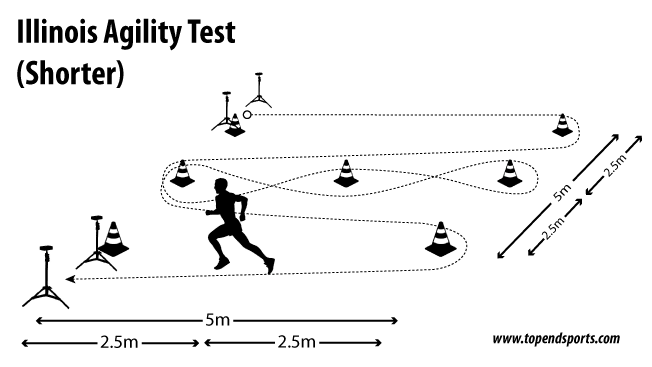 Illinois Agility Test
(Shorter)
5m
2.5m
2.5m
5m
2.5m
2.5m
www.topendsports.com